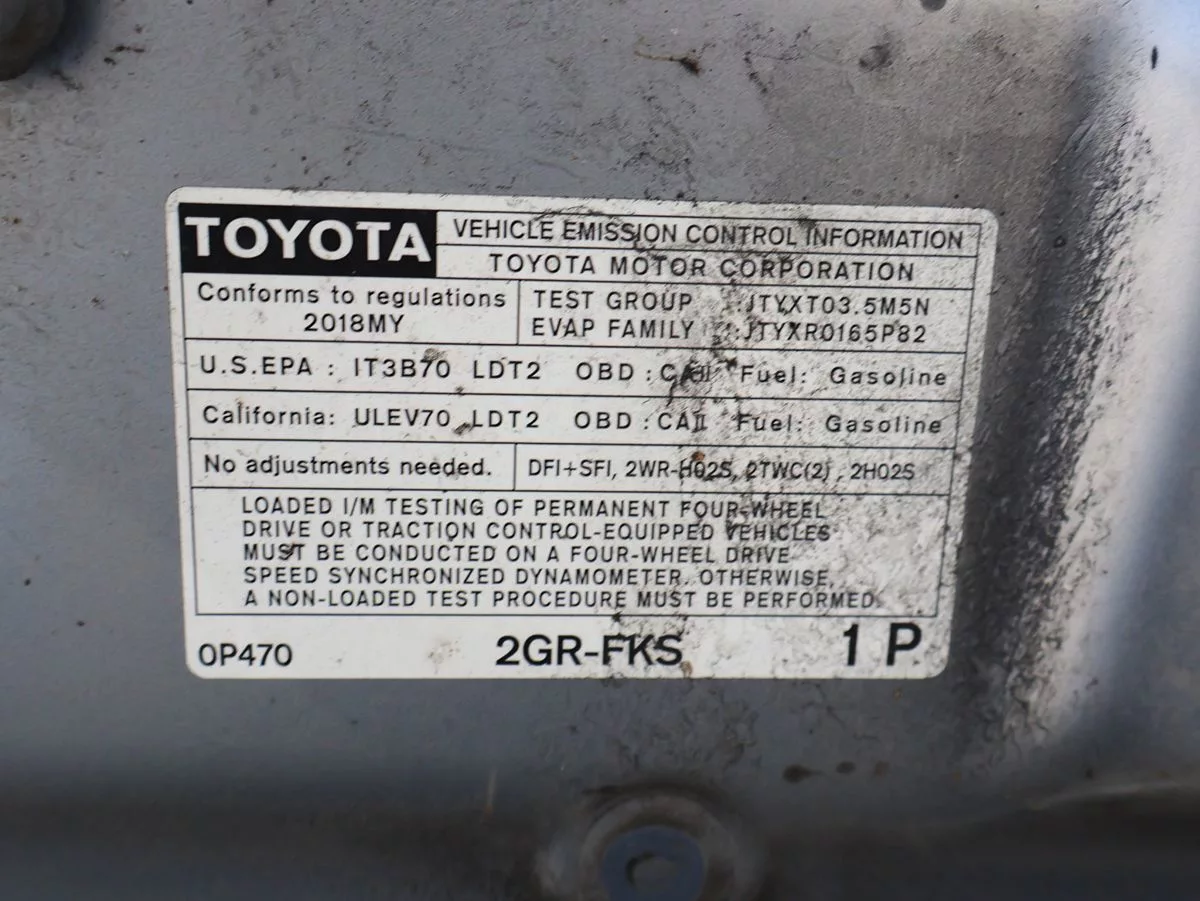 TOYOTA
VEHICLE EMISSION CONTROL INFORMATION
TOYOTA MOTOR CORPORATION
Conforms to regulations
2018MY
TEST GROUP : JTYXT03.5M5N
EVAP FAMILY : JTYXR0165P82
U.S.EPA : IT3B70 LDT2 OBD : CAII Fuel: Gasoline
California: ULEV70 LDT2 OBD : CAII Fuel: Gasoline
No adjustments needed.
DFI+SFI, 2WR-HO2S, 2TWC(2), 2HO2S
LOADED I/M TESTING OF PERMANENT FOUR-WHEEL
DRIVE OR TRACTION CONTROL-EQUIPPED VEHICLES
MUST BE CONDUCTED ON A FOUR-WHEEL DRIVE
SPEED SYNCHRONIZED DYNAMOMETER. OTHERWISE,
A NON-LOADED TEST PROCEDURE MUST BE PERFORMED.
0P470 2GR-FKS 1 P